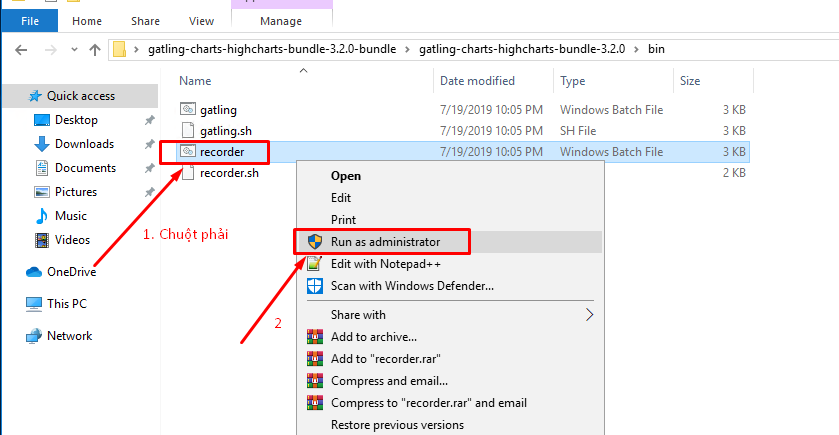 File Home Share View Manage
gatling-charts-highcharts-bundle-3.2.0-bundle > gatling-charts-highcharts-bundle-3.2.0 > bin
Name Date modified Type Size
Quick access
Desktop
Downloads
Documents
Pictures
Music
Videos
OneDrive
This PC
Network
gatling 7/19/2019 10:05 PM Windows Batch File 3 KB
gatling.sh 7/19/2019 10:05 PM SH File 3 KB
recorder 7/19/2019 10:05 PM Windows Batch File 3 KB
recorder.sh 2 KB
1. Chuột phải
2
Open
Edit
Print
Run as administrator
Edit with Notepad++
Scan with Windows Defender...
Share with
Add to archive...
Add to "recorder.rar"
Compress and email...
Compress to "recorder.rar" and email
Restore previous versions